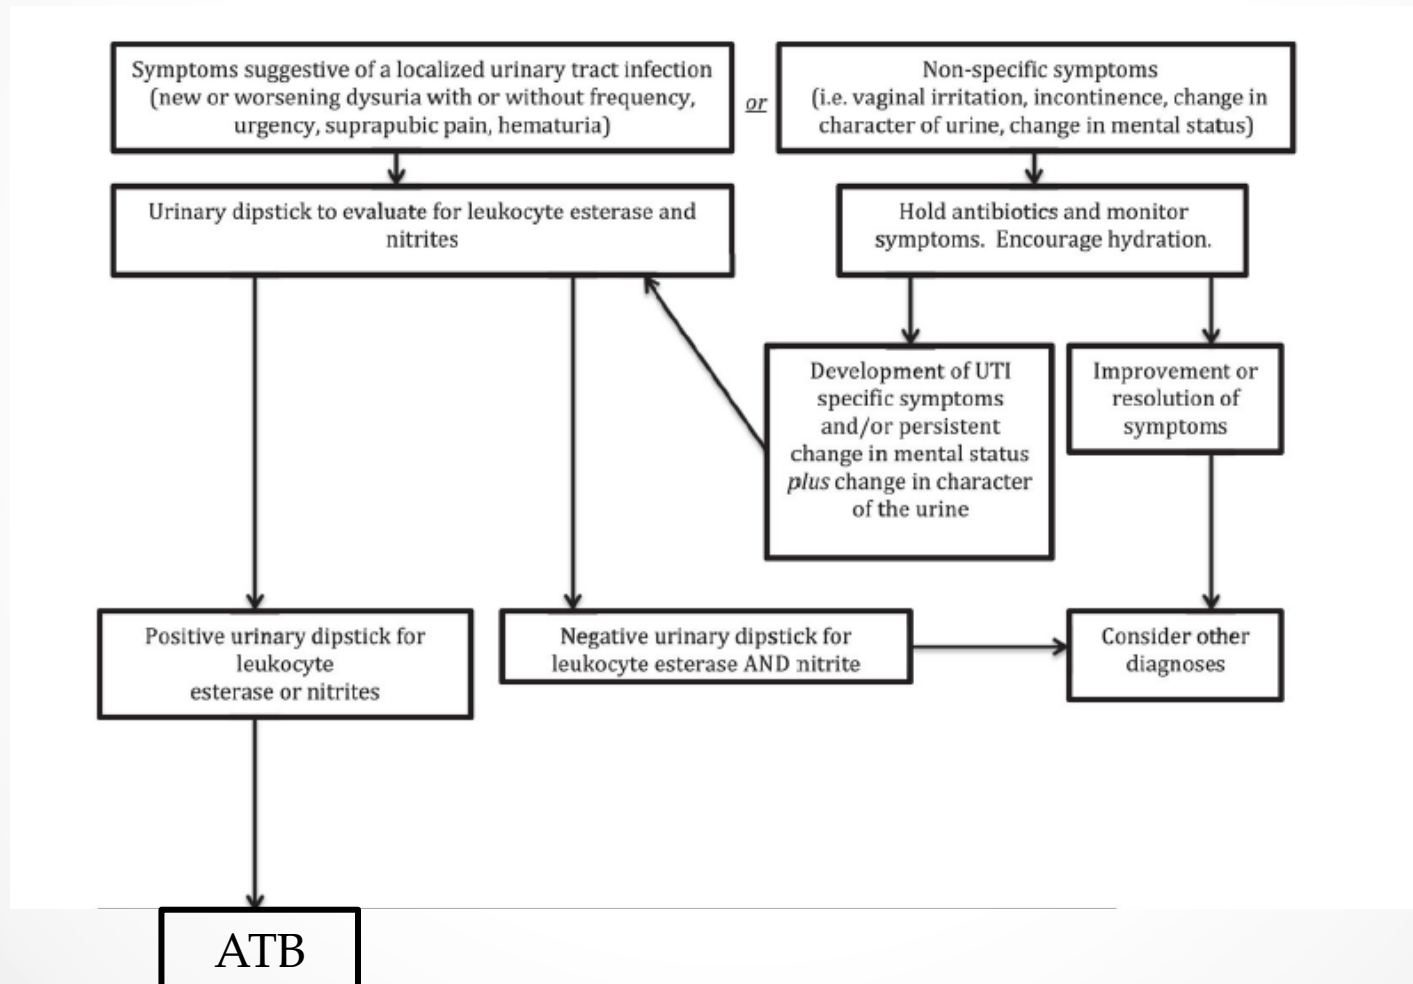 Symptoms suggestive of a localized urinary tract infection
(new or worsening dysuria with or without frequency,
urgency, suprapubic pain, hematuria)
or
Non-specific symptoms
(i.e. vaginal irritation, incontinence, change in
character of urine, change in mental status)
Urinary dipstick to evaluate for leukocyte esterase and
nitrites
Hold antibiotics and monitor
symptoms. Encourage hydration.
Development of UTI
specific symptoms
and/or persistent
change in mental status
plus change in character
of the urine
Improvement or
resolution of
symptoms
Positive urinary dipstick for
leukocyte
esterase or nitrites
Negative urinary dipstick for
leukocyte esterase AND nitrite
Consider other
diagnoses
ATB